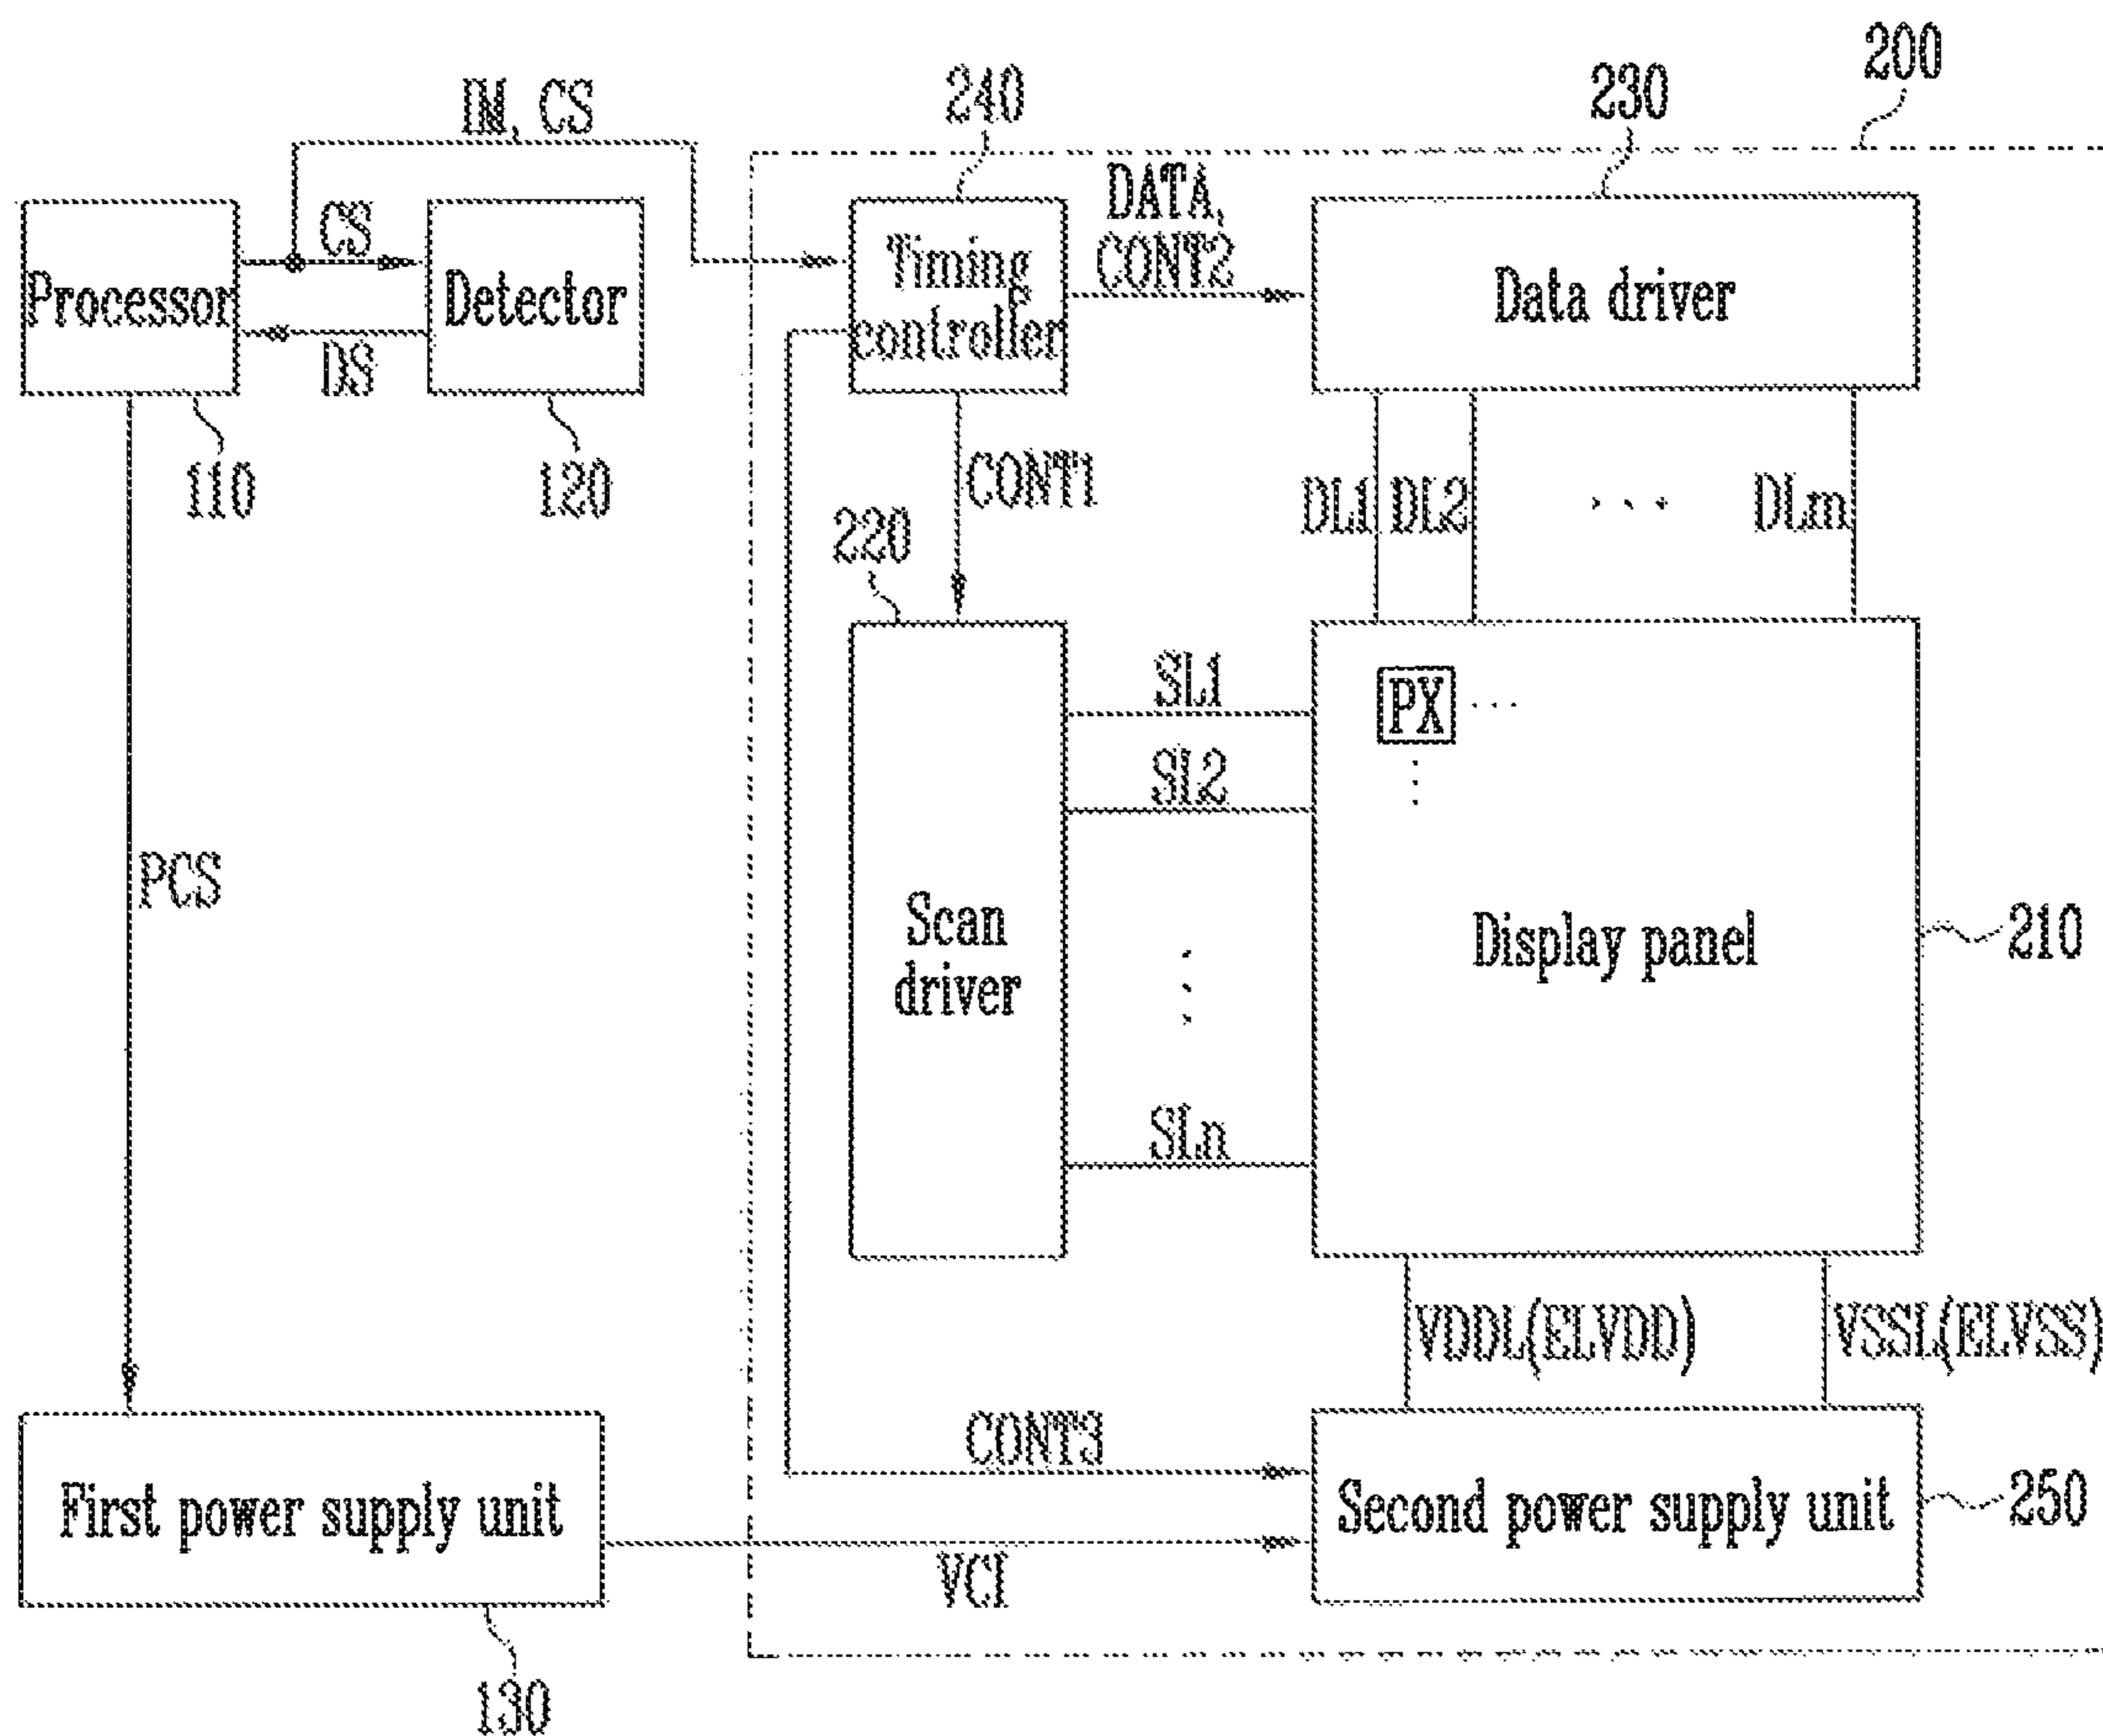 200
240
230
IM, CS
DATA,
CONT2
CS
Processor
Detector
Timing
controller
Data driver
DS
110
120
CONT1
DL1
DL2
. . .
DLm
220
SL1
PX
...
SL2
PCS
Scan
driver
Display panel
210
SLn
VDDL(ELVDD)
VSSL(ELVSS)
CONT3
First power supply unit
Second power supply unit
250
VCI
130